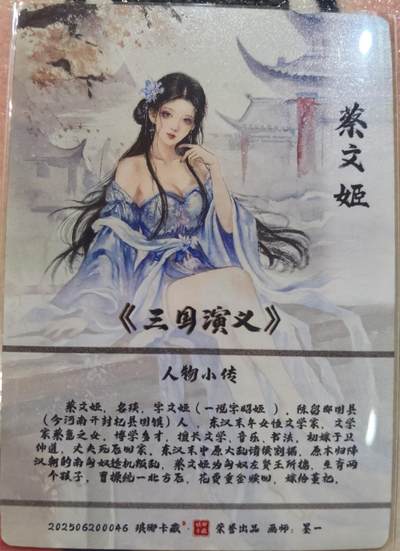 蔡文姬
《三国演义》
人物小传
蔡文姬，名琰，字文姬（一说字昭姬），陈留郡圉县
（今河南开封杞县圉镇）人，东汉末年女性文学家，文学
家蔡邕之女，博学多才，擅长文学、音乐、书法，初嫁于卫
仲道，丈夫死后回家，东汉末中原大乱诸侯割据，原本归降
汉朝的南匈奴趁机叛乱，蔡文姬为匈奴左贤王所掳，生育两
个孩子，曹操统一北方后，花费重金赎回，嫁给董祀。
202506200046 琅卿卡藏 荣誉出品 画师：墨一